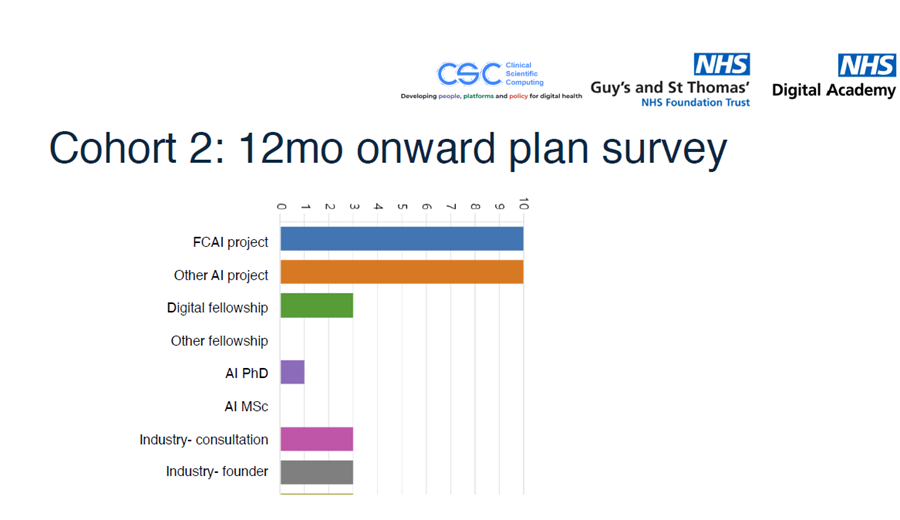 CSC Clinical
Scientific
Computing
Developing people, platforms and policy for digital health
NHS
Guy's and St Thomas'
NHS Foundation Trust
NHS
Digital Academy
Cohort 2: 12mo onward plan survey
0 1 2 3 4 5 6 7 8 9 10
FCAI project
Other AI project
Digital fellowship
Other fellowship
AI PhD
AI MSc
Industry- consultation
Industry- founder